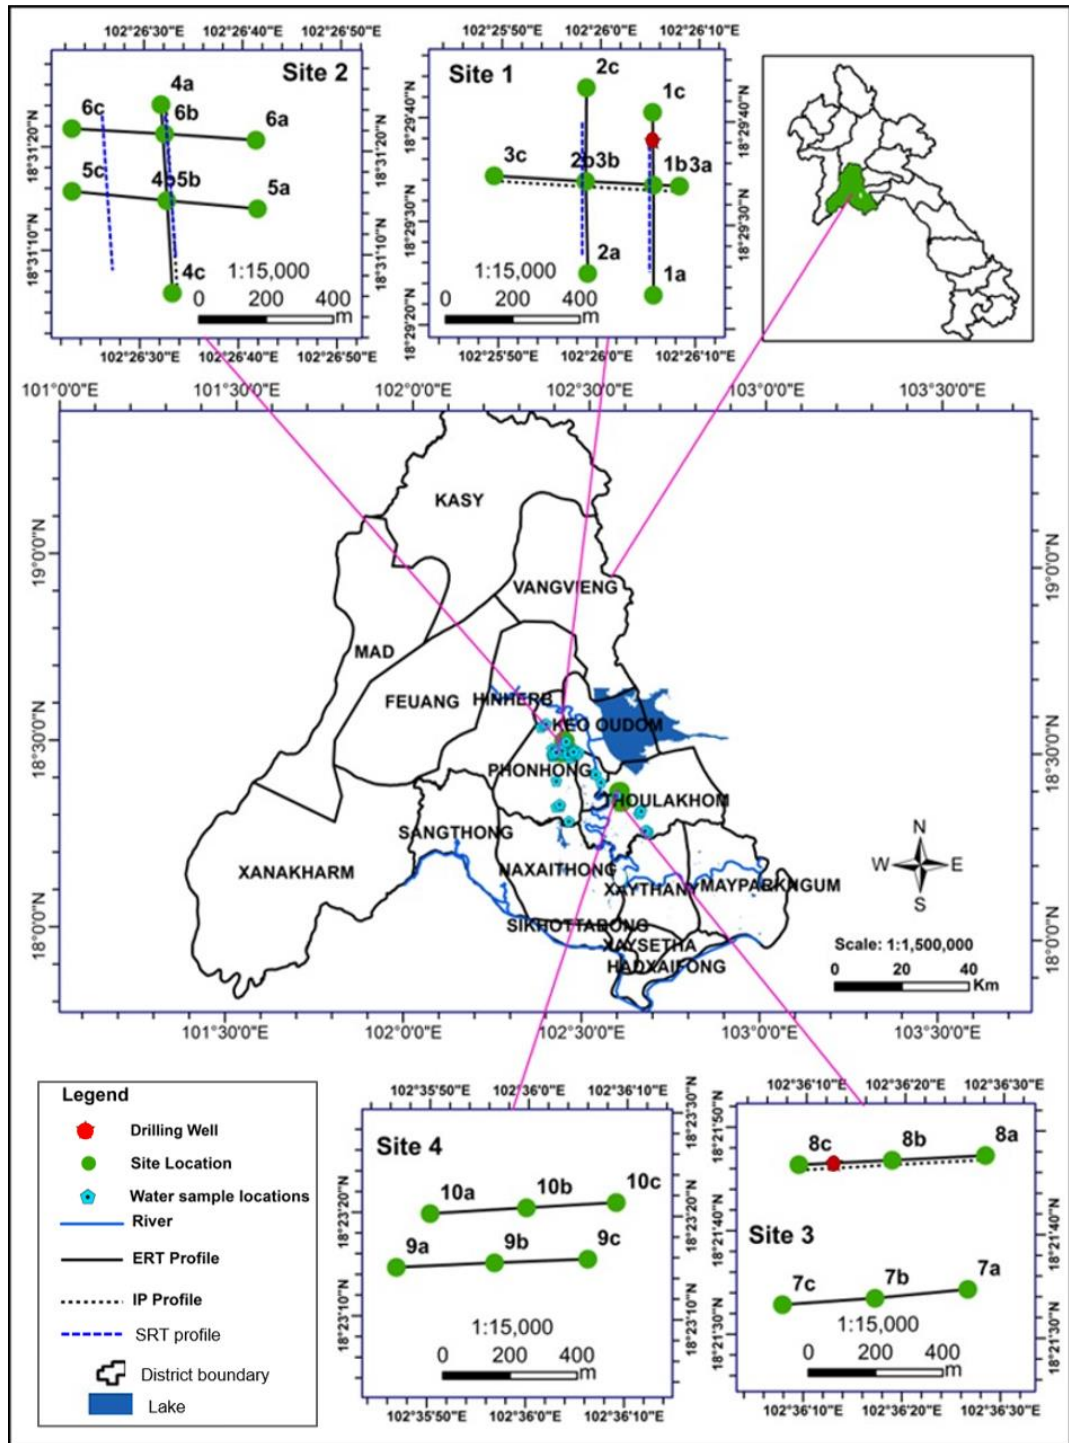 102°26'30"E 102°26'40"E 102°26'50"E
Site 2
4a
6c 6b 6a
5c 4b5b 5a
4c
1:15,000
0 200 400 m
18°31'20"N
18°31'10"N
18°31'20"N
18°31'10"N
102°26'30"E 102°26'40"E 102°26'50"E
102°25'50"E 102°26'0"E 102°26'10"E
Site 1
2c 1c
3c 2b3b 1b3a
2a 1a
1:15,000
0 200 400 m
18°29'40"N
18°29'30"N
18°29'20"N
18°29'40"N
18°29'30"N
102°25'50"E 102°26'0"E 102°26'10"E
101°0'0"E 101°30'0"E 102°0'0"E 102°30'0"E 103°0'0"E 103°30'0"E
19°0'0"N
18°30'0"N
18°0'0"N
19°0'0"N
18°30'0"N
18°0'0"N
KASY
VANGVIENG
MAD
FEUANG
HINHERB
KEO OUDOM
PHONHONG
THOULAKHOM
SANGTHONG
XANAKHARM
NAXAITHONG
XAYTHANY
MAYPARKNGUM
SIKHOTTABONG
XAYSETHA
HADXAIFONG
N
W E
S
Scale: 1:1,500,000
0 20 40 Km
101°30'0"E 102°0'0"E 102°30'0"E 103°0'0"E 103°30'0"E
Legend
Drilling Well
Site Location
Water sample locations
River
ERT Profile
IP Profile
SRT profile
District boundary
Lake
102°35'50"E 102°36'0"E 102°36'10"E
Site 4
10a 10b 10c
9a 9b 9c
1:15,000
0 200 400 m
18°23'20"N
18°23'10"N
18°23'30"N
18°23'20"N
18°23'10"N
102°35'50"E 102°36'0"E 102°36'10"E
102°36'10"E 102°36'20"E 102°36'30"E
8c 8b 8a
Site 3
7c 7b 7a
1:15,000
0 200 400 m
18°21'50"N
18°21'40"N
18°21'30"N
18°21'40"N
18°21'30"N
102°36'10"E 102°36'20"E 102°36'30"E